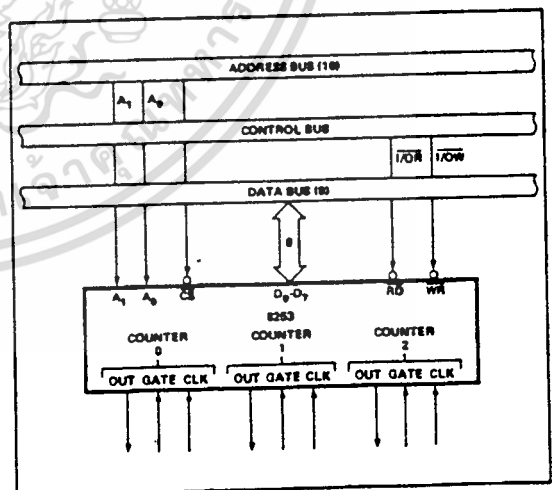 ADDRESS BUS (16)
A₁ A₀
CONTROL BUS
I/OR I/OW
DATA BUS (8)
8
A₁ A₀ CS D₀-D₇ RD WR
8253
COUNTER 0 COUNTER 1 COUNTER 2
OUT GATE CLK OUT GATE CLK OUT GATE CLK